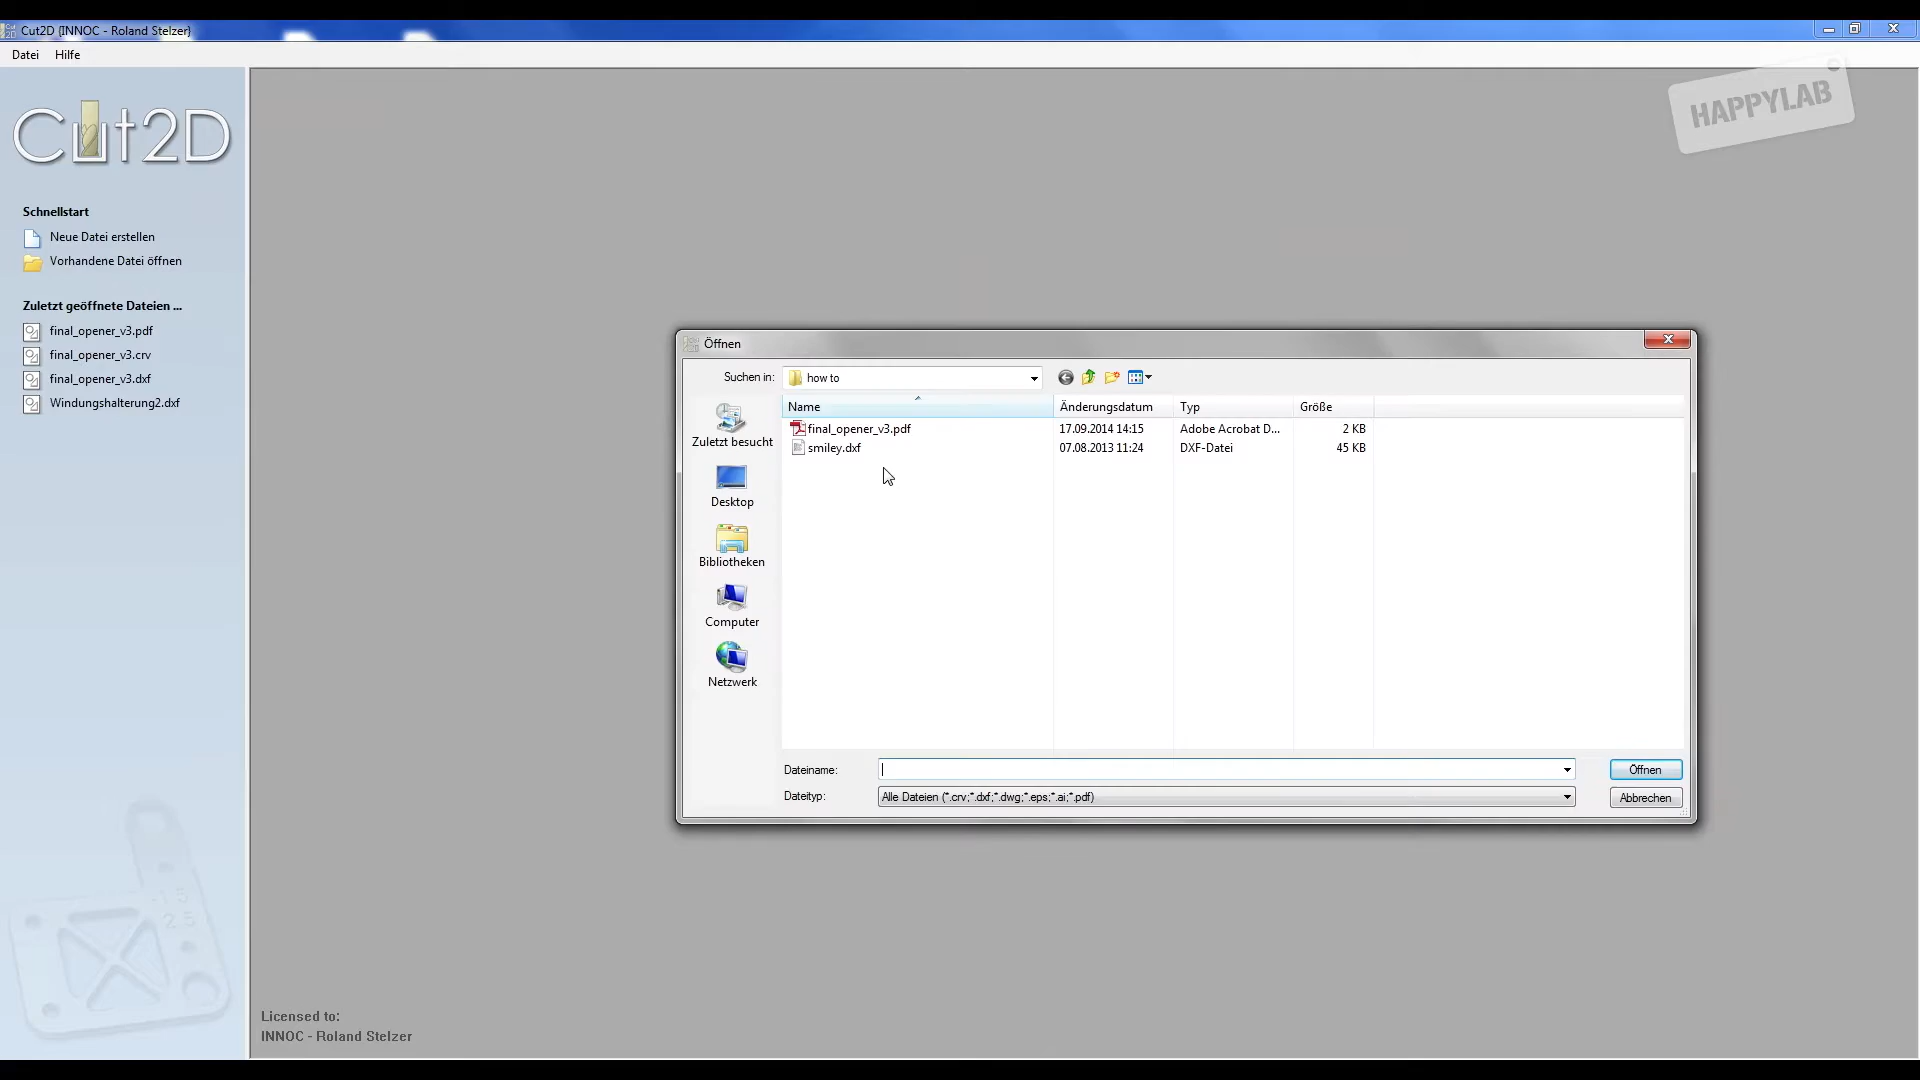 Cut2D {INNOC - Roland Stelzer}
Datei Hilfe
Cut2D
HAPPYLAB
Schnellstart
Neue Datei erstellen
Vorhandene Datei öffnen
Zuletzt geöffnete Dateien ...
final_opener_v3.pdf
final_opener_v3.crv
final_opener_v3.dxf
Windungshalterung2.dxf
Öffnen
Suchen in: how to
Name Änderungsdatum Typ Größe
final_opener_v3.pdf 17.09.2014 14:15 Adobe Acrobat D... 2 KB
smiley.dxf 07.08.2013 11:24 DXF-Datei 45 KB
Zuletzt besucht
Desktop
Bibliotheken
Computer
Netzwerk
Dateiname: Öffnen
Dateityp: Alle Dateien (*.crv;*.dxf;*.dwg;*.eps;*.ai;*.pdf) Abbrechen
-1.5
2.5
Licensed to:
INNOC - Roland Stelzer